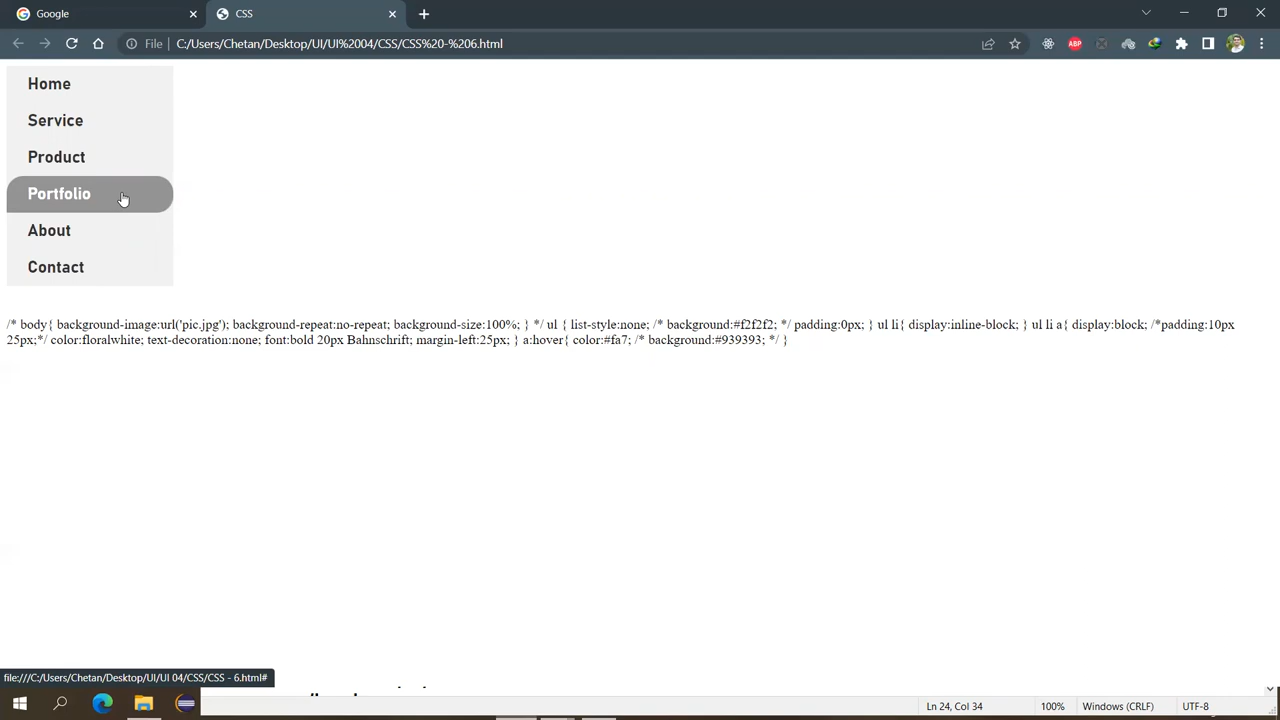 Google
CSS
File
C:/Users/Chetan/Desktop/UI/UI%2004/CSS/CSS%20-%206.html
ABP
Home
Service
Product
Portfolio
About
Contact
/* body{ background-image:url('pic.jpg'); background-repeat:no-repeat; background-size:100%; } */ ul { list-style:none; /* background:#f2f2f2; */ padding:0px; } ul li{ display:inline-block; } ul li a{ display:block; /*padding:10px
25px;*/ color:floralwhite; text-decoration:none; font:bold 20px Bahnschrift; margin-left:25px; } a:hover{ color:#fa7; /* background:#939393; */ }
file:///C:/Users/Chetan/Desktop/UI/UI 04/CSS/CSS - 6.html#
Ln 24, Col 34
100%
Windows (CRLF)
UTF-8